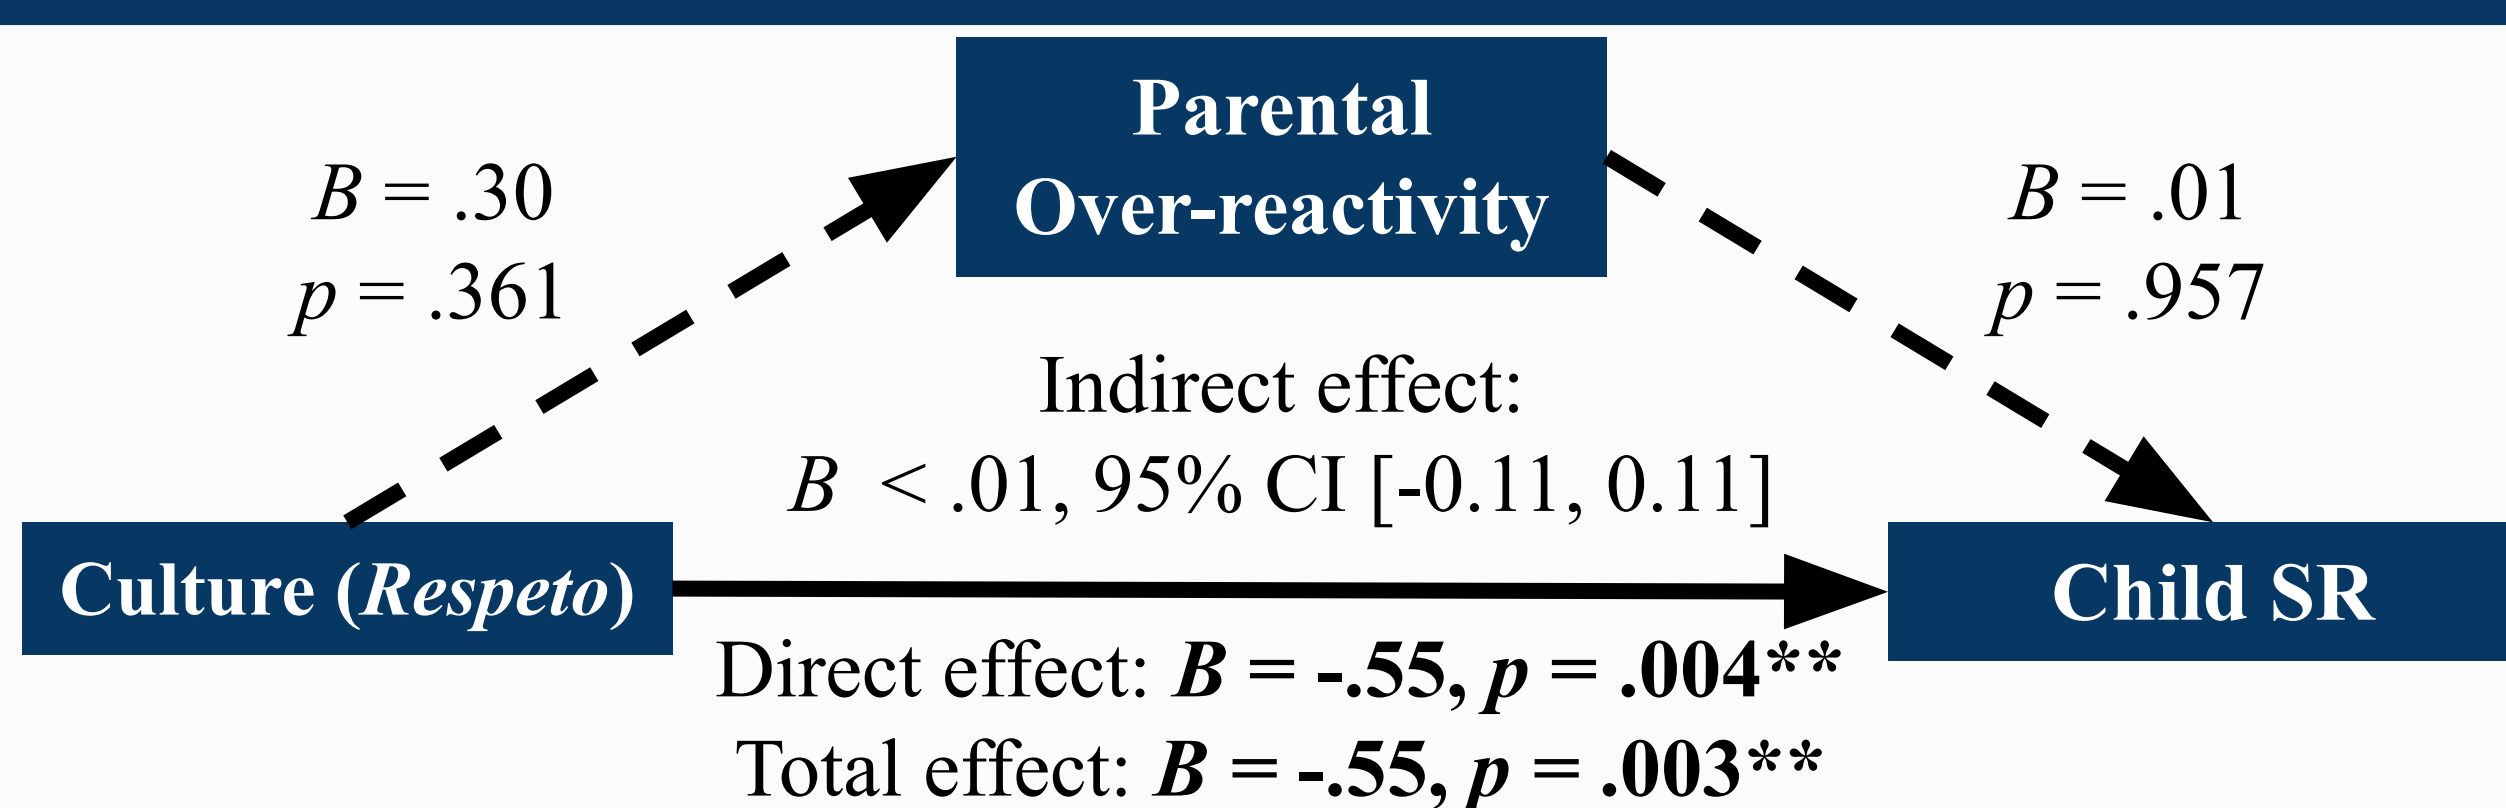 Parental
Over-reactivity
B = .30
p = .361
B = .01
p = .957
Indirect effect:
B < .01, 95% CI [-0.11, 0.11]
Culture (Respeto)
Child SR
Direct effect: B = -.55, p = .004**
Total effect: B = -.55, p = .003**